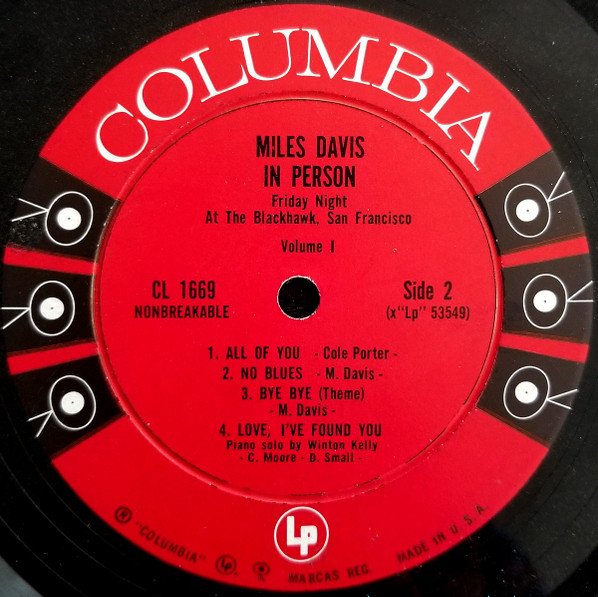 COLUMBIA
MILES DAVIS
IN PERSON
Friday Night
At The Blackhawk, San Francisco
Volume I
CL 1669
NONBREAKABLE
Side 2
(x"Lp" 53549)
1. ALL OF YOU - Cole Porter -
2. NO BLUES - M. Davis -
3. BYE BYE (Theme)
- M. Davis -
4. LOVE, I'VE FOUND YOU
Piano solo by Winton Kelly
- C. Moore - D. Small -
Lp
® "COLUMBIA" Lp MARCAS REG. MADE IN U.S.A.